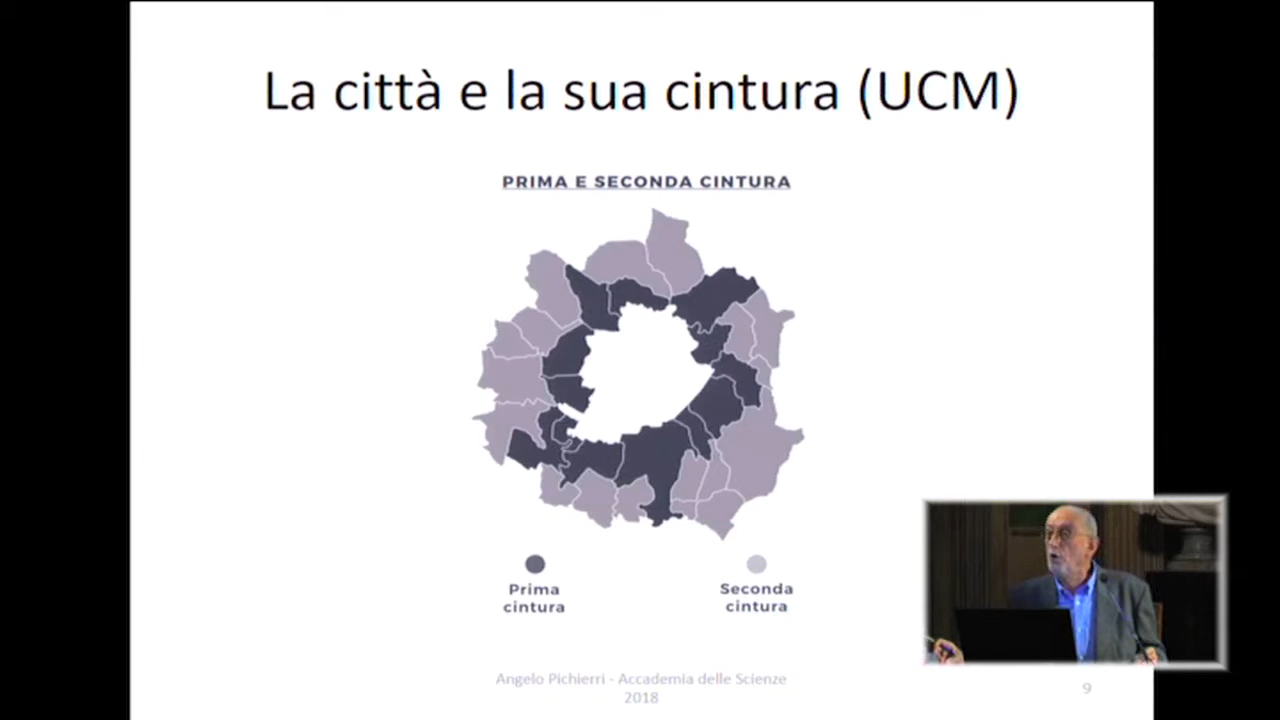 La città e la sua cintura (UCM)
PRIMA E SECONDA CINTURA
Prima
cintura
Seconda
cintura
Angelo Pichierri - Accademia delle Scienze
2018
9